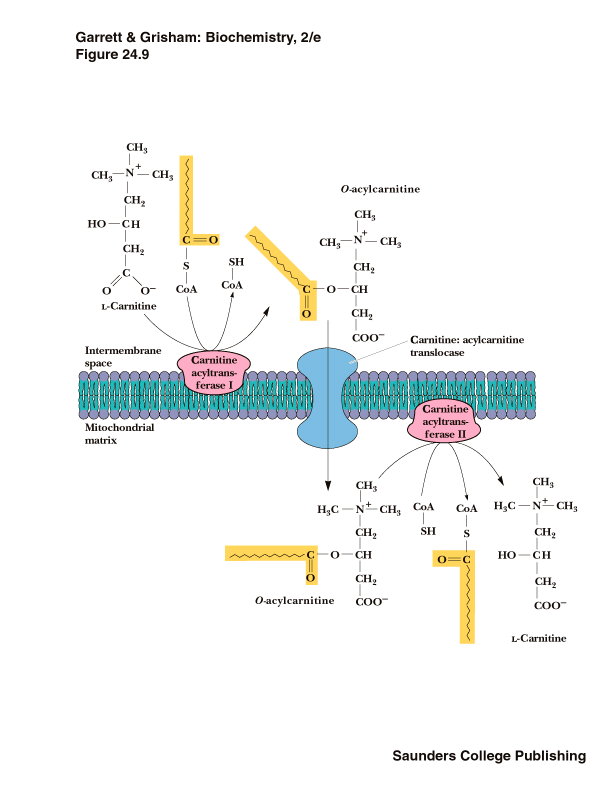 Garrett & Grisham: Biochemistry, 2/e
Figure 24.9
CH3
CH3—N+—CH3
CH2
HO—CH
CH2
C
O O−
L-Carnitine
C=O
S
CoA
SH
CoA
O-acylcarnitine
CH3
CH3—N+—CH3
CH2
C—O—CH
O
CH2
COO−
Carnitine: acylcarnitine
translocase
Intermembrane
space
Carnitine
acyltrans-
ferase I
Mitochondrial
matrix
Carnitine
acyltrans-
ferase II
CH3
H3C—N+—CH3
CH2
C—O—CH
O
CH2
COO−
O-acylcarnitine
CoA
SH
CoA
S
O=C
CH3
H3C—N+—CH3
CH2
HO—CH
CH2
COO−
L-Carnitine
Saunders College Publishing